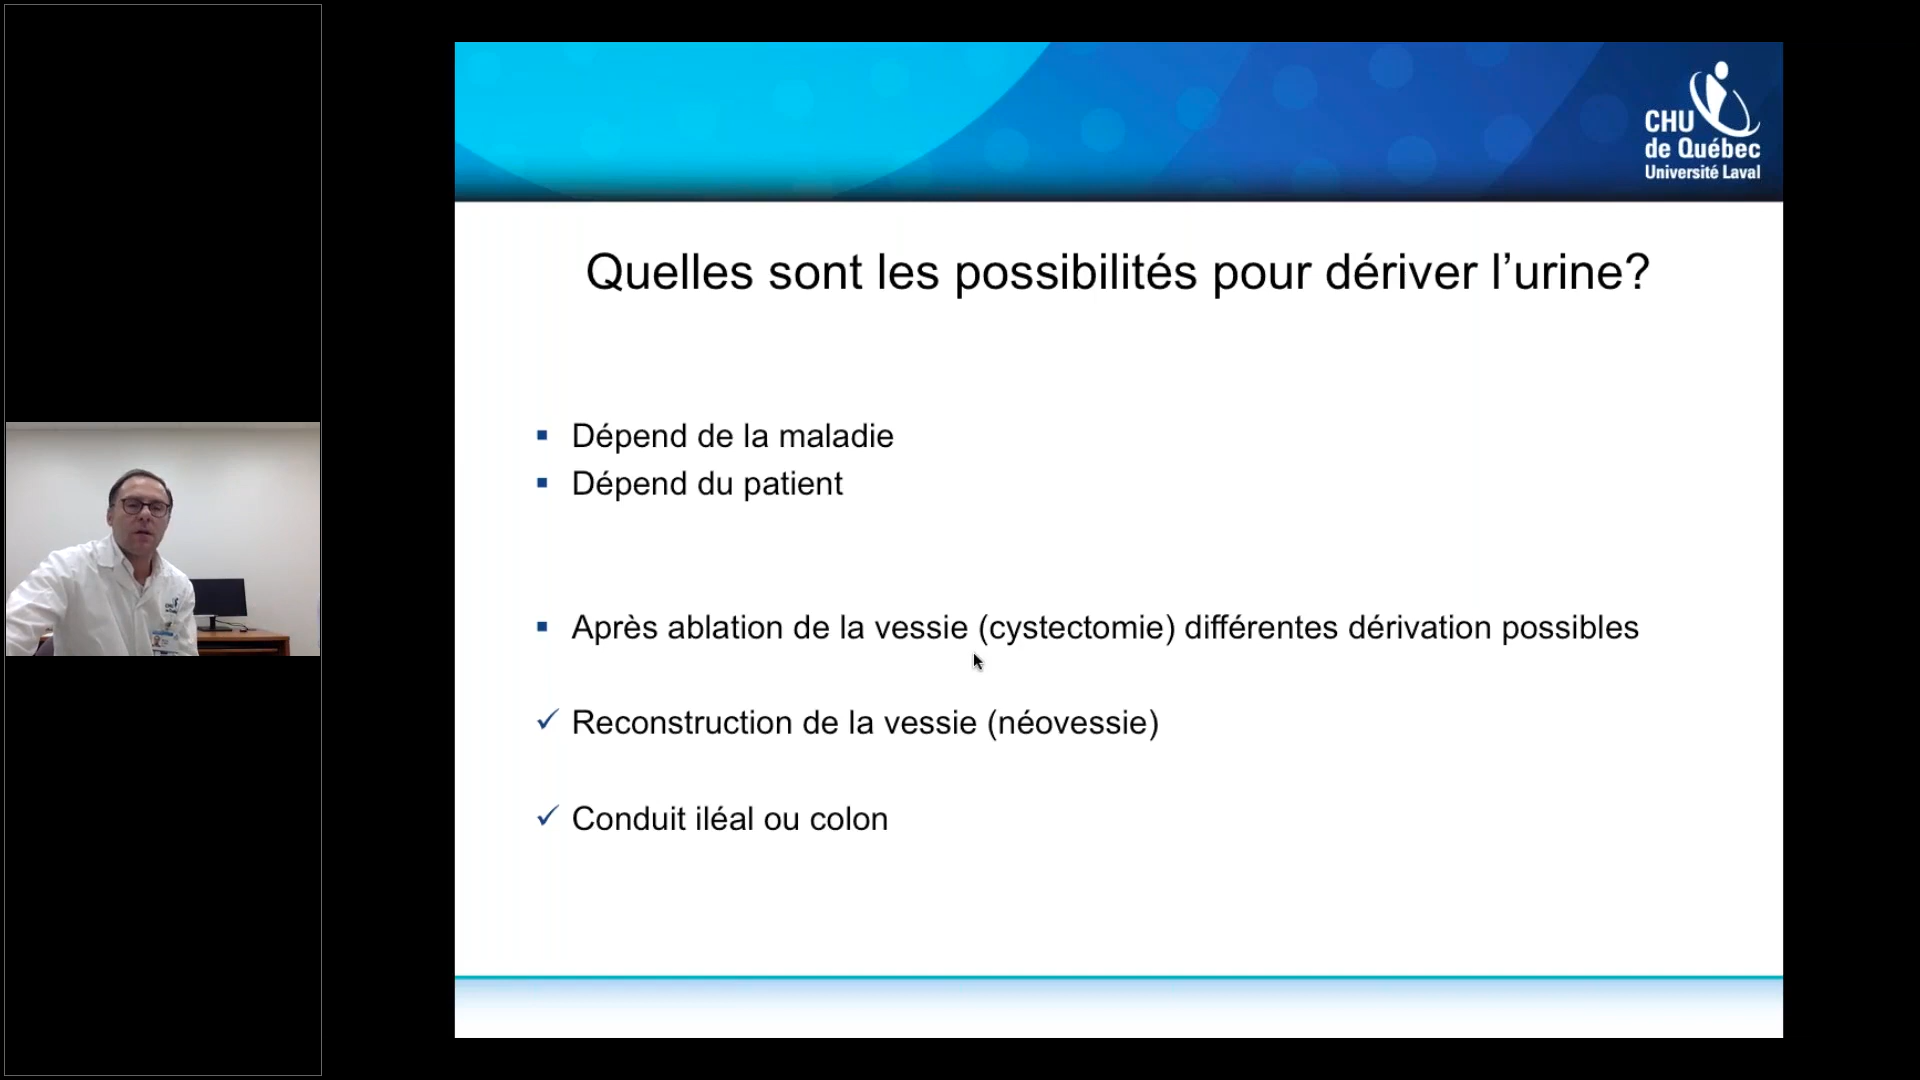 CHU
de Québec
Université Laval
Quelles sont les possibilités pour dériver l’urine?
Dépend de la maladie
Dépend du patient
Après ablation de la vessie (cystectomie) différentes dérivation possibles
Reconstruction de la vessie (néovessie)
Conduit iléal ou colon
CHU